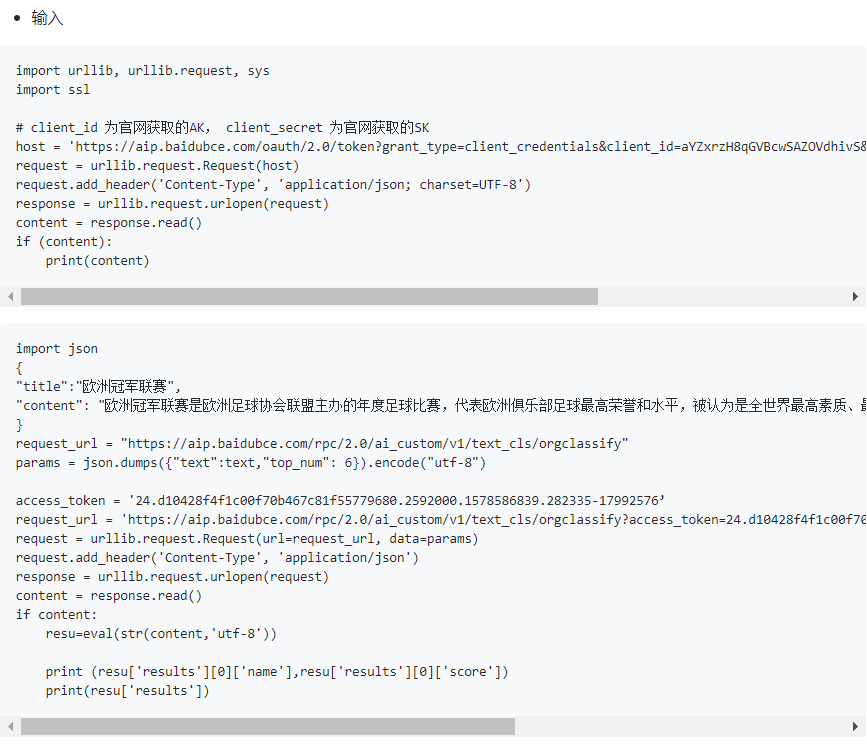 输入
import urllib, urllib.request, sys
import ssl
# client_id 为官网获取的AK， client_secret 为官网获取的SK
host = 'https://aip.baidubce.com/oauth/2.0/token?grant_type=client_credentials&client_id=aYZxrzH8qGVBcwSAZOVdhivS&
request = urllib.request.Request(host)
request.add_header('Content-Type', 'application/json; charset=UTF-8')
response = urllib.request.urlopen(request)
content = response.read()
if (content):
    print(content)
import json
{
"title":"欧洲冠军联赛",
"content": "欧洲冠军联赛是欧洲足球协会联盟主办的年度足球比赛，代表欧洲俱乐部足球最高荣誉和水平，被认为是全世界最高素质、最
}
request_url = "https://aip.baidubce.com/rpc/2.0/ai_custom/v1/text_cls/orgclassify"
params = json.dumps({"text":text,"top_num": 6}).encode("utf-8")
access_token = '24.d10428f4f1c00f70b467c81f55779680.2592000.1578586839.282335-17992576’
request_url = 'https://aip.baidubce.com/rpc/2.0/ai_custom/v1/text_cls/orgclassify?access_token=24.d10428f4f1c00f70
request = urllib.request.Request(url=request_url, data=params)
request.add_header('Content-Type', 'application/json')
response = urllib.request.urlopen(request)
content = response.read()
if content:
    resu=eval(str(content,'utf-8'))
    print (resu['results'][0]['name'],resu['results'][0]['score'])
    print(resu['results'])